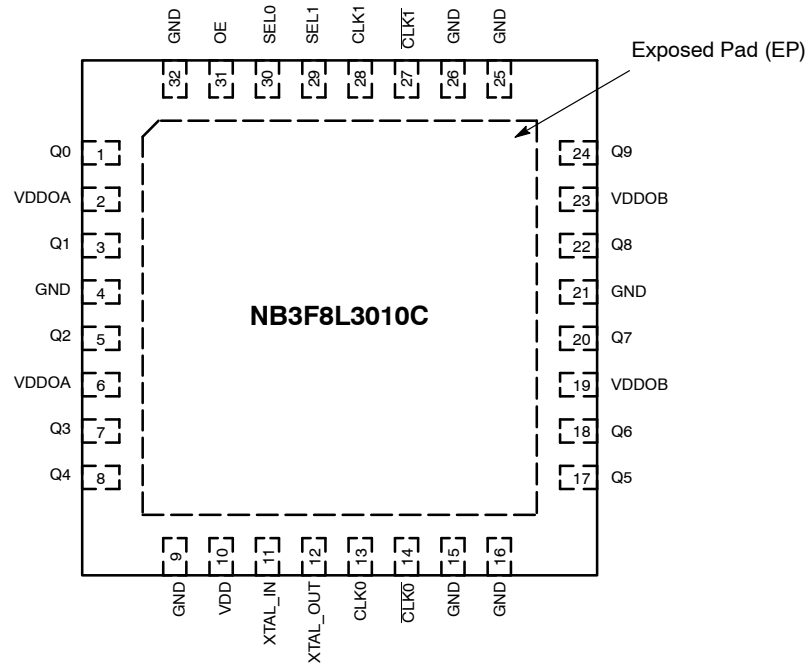 GND OE SEL0 SEL1 CLK1 CLK1 GND GND
32 31 30 29 28 27 26 25
Exposed Pad (EP)
Q0 1 24 Q9
VDDOA 2 23 VDDOB
Q1 3 22 Q8
GND 4 21 GND
NB3F8L3010C
Q2 5 20 Q7
VDDOA 6 19 VDDOB
Q3 7 18 Q6
Q4 8 17 Q5
9 10 11 12 13 14 15 16
GND VDD XTAL_IN XTAL_OUT CLK0 CLK0 GND GND